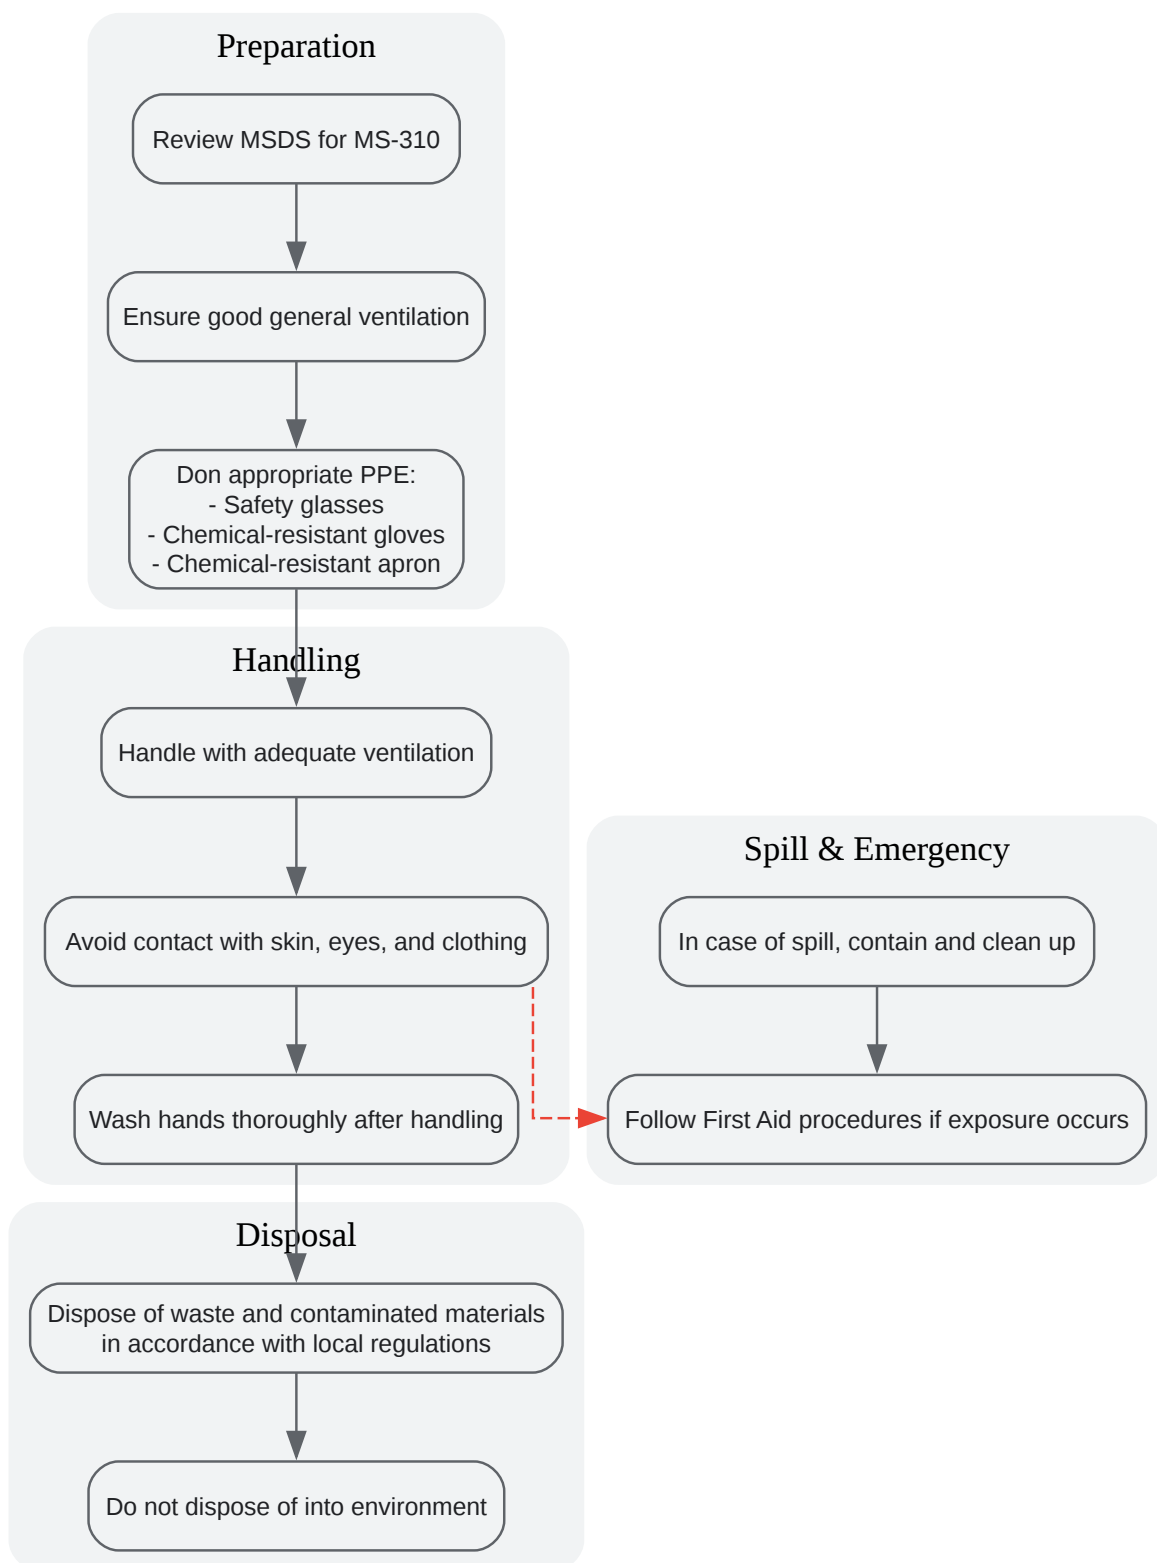 Preparation
Review MSDS for MS-310
Ensure good general ventilation
Don appropriate PPE:
- Safety glasses
- Chemical-resistant gloves
- Chemical-resistant apron
Handling
Handle with adequate ventilation
Avoid contact with skin, eyes, and clothing
Wash hands thoroughly after handling
Spill & Emergency
In case of spill, contain and clean up
Follow First Aid procedures if exposure occurs
Disposal
Dispose of waste and contaminated materials
in accordance with local regulations
Do not dispose of into environment